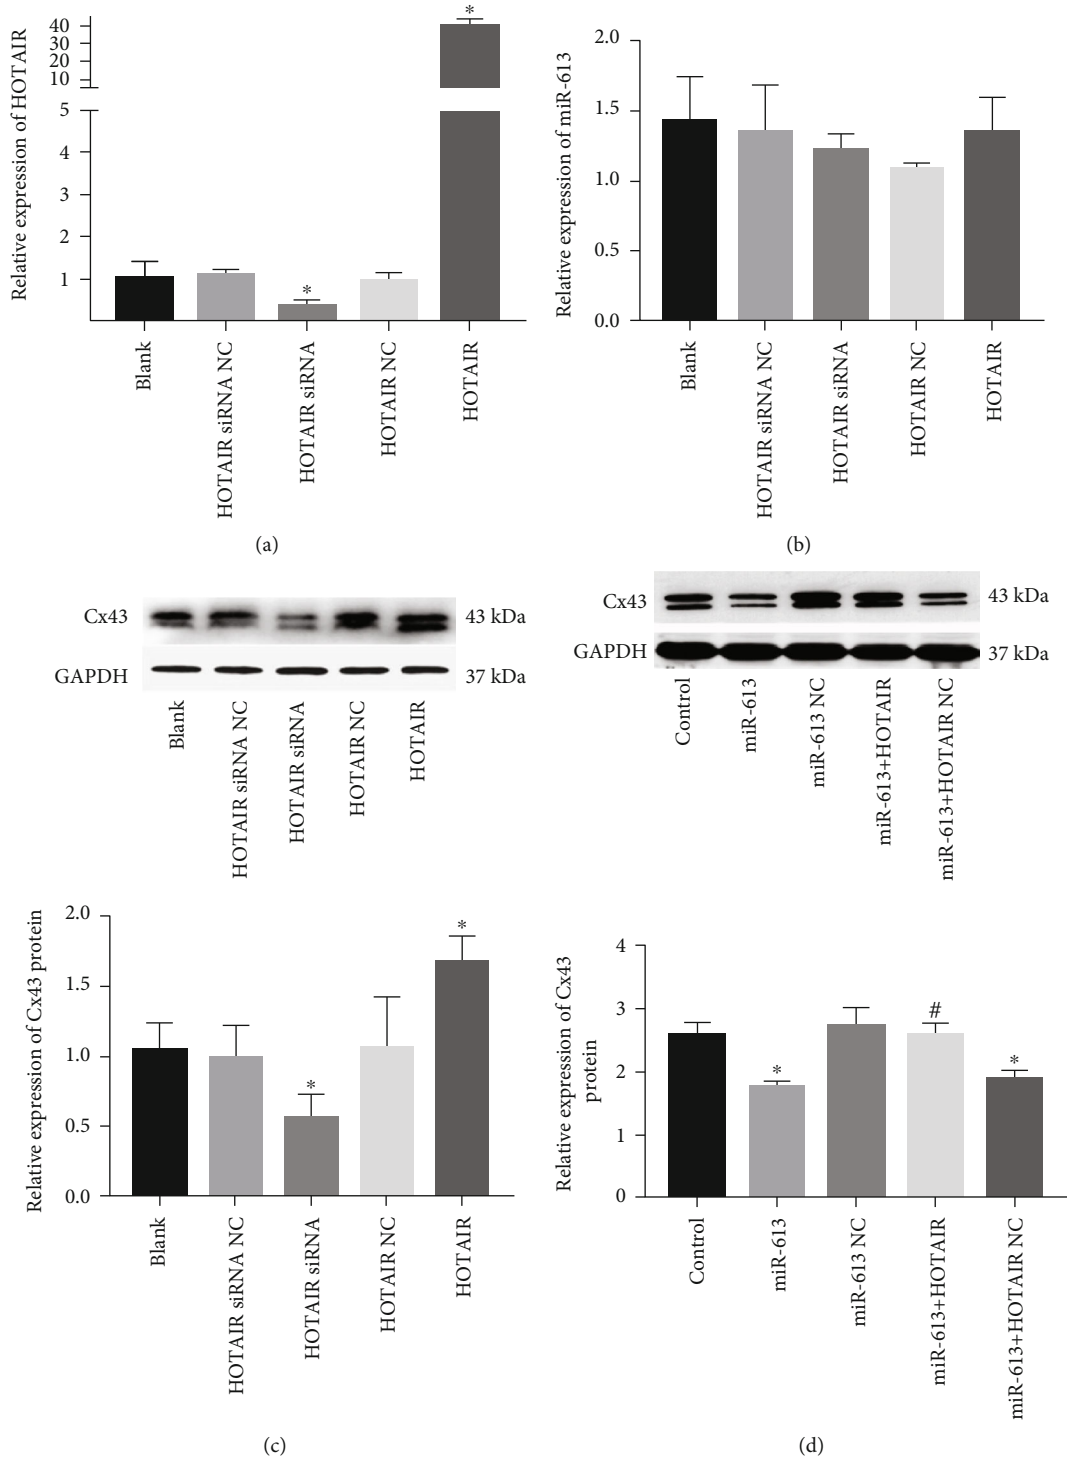 Relative expression of HOTAIR
40
30
20
10
5
4
3
2
1
*
*
Blank
HOTAIR siRNA NC
HOTAIR siRNA
HOTAIR NC
HOTAIR
(a)
Relative expression of miR-613
2.0
1.5
1.0
0.5
0.0
Blank
HOTAIR siRNA NC
HOTAIR siRNA
HOTAIR NC
HOTAIR
(b)
Cx43
43 kDa
GAPDH
37 kDa
Blank
HOTAIR siRNA NC
HOTAIR siRNA
HOTAIR NC
HOTAIR
Relative expression of Cx43 protein
2.0
1.5
1.0
0.5
0.0
*
*
Blank
HOTAIR siRNA NC
HOTAIR siRNA
HOTAIR NC
HOTAIR
(c)
Cx43
43 kDa
GAPDH
37 kDa
Control
miR-613
miR-613 NC
miR-613+HOTAIR
miR-613+HOTAIR NC
Relative expression of Cx43
protein
4
3
2
1
0
*
#
*
Control
miR-613
miR-613 NC
miR-613+HOTAIR
miR-613+HOTAIR NC
(d)